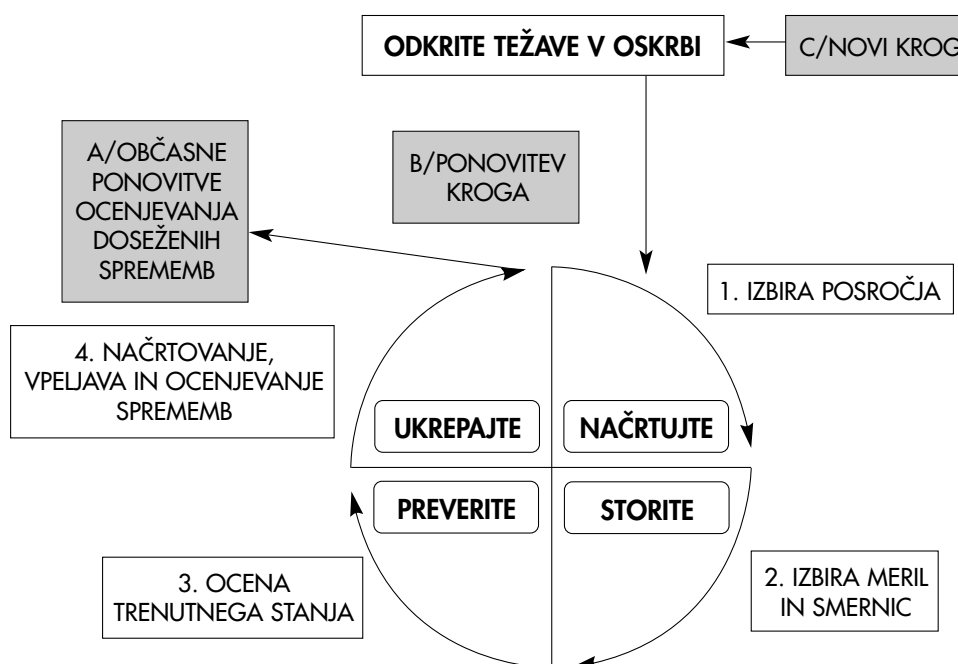 ODKRITE TEŽAVE V OSKRBI
C/NOVI KROG
A/OBČASNE
PONOVITVE
OCENJEVANJA
DOSEŽENIH
SPREMEMB
B/PONOVITEV
KROGA
1. IZBIRA POSROČJA
4. NAČRTOVANJE,
VPELJAVA IN OCENJEVANJE
SPREMEMB
UKREPAJTE
NAČRTUJTE
PREVERITE
STORITE
3. OCENA
TRENUTNEGA STANJA
2. IZBIRA MERIL
IN SMERNIC